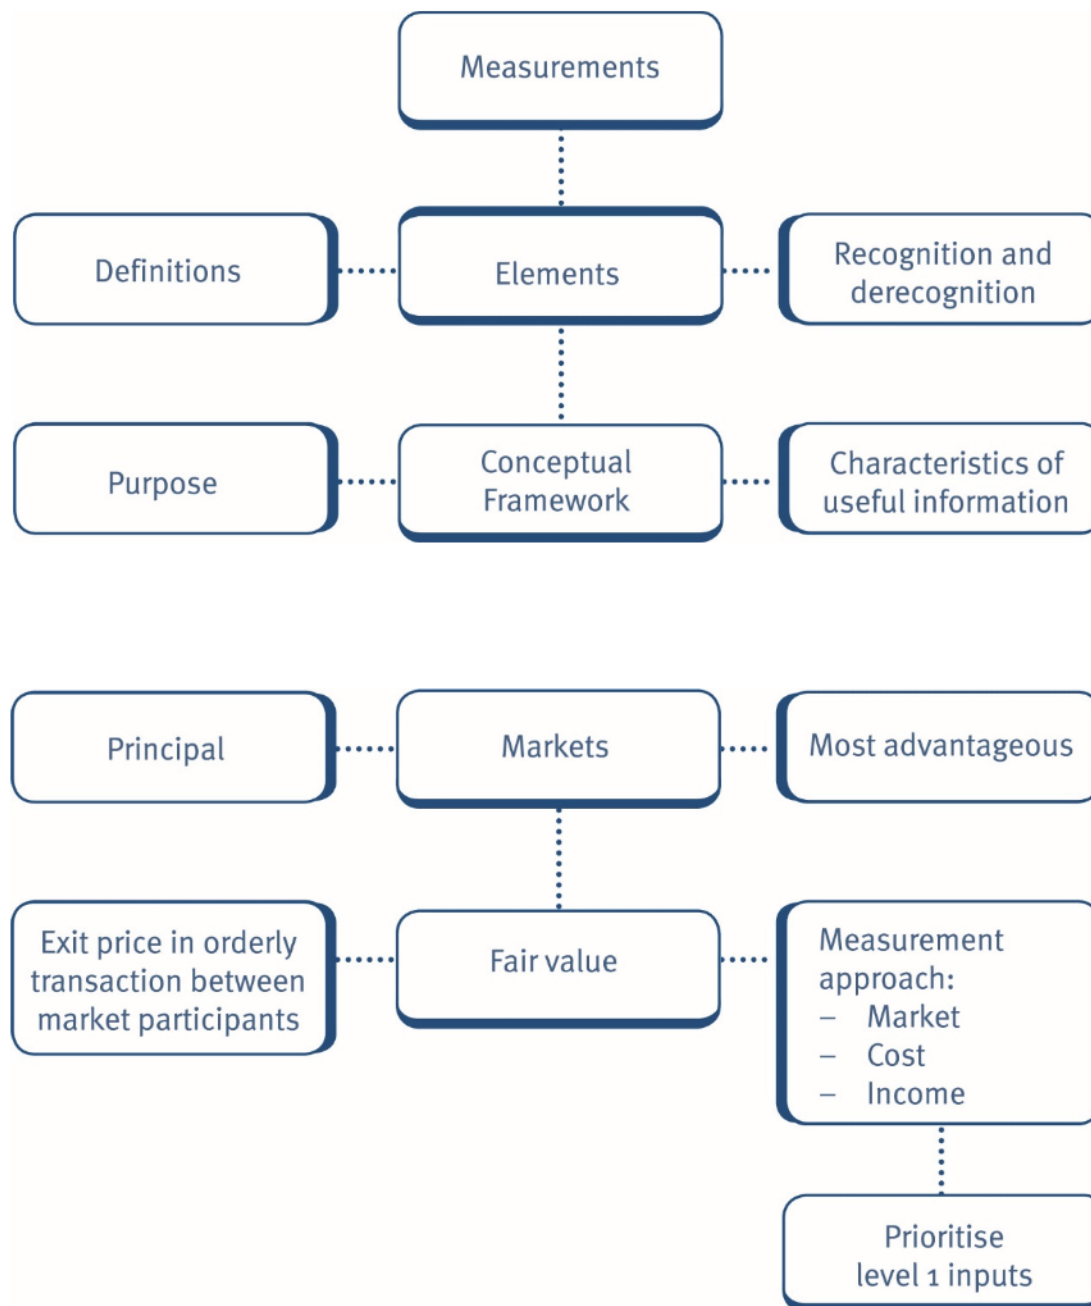 Measurements
Definitions
Elements
Recognition and
derecognition
Purpose
Conceptual
Framework
Characteristics of
useful information
Principal
Markets
Most advantageous
Exit price in orderly
transaction between
market participants
Fair value
Measurement
approach:
– Market
– Cost
– Income
Prioritise
level 1 inputs